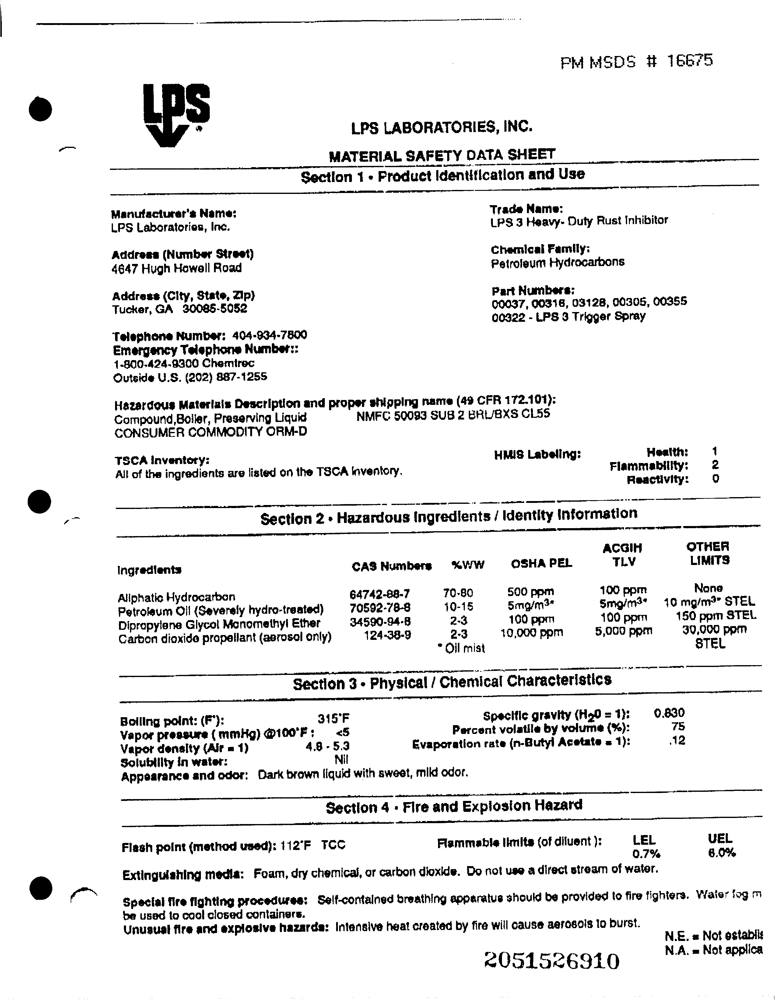 PM MSDS # 16675
LPS
LPS LABORATORIES, INC.
MATERIAL SAFETY DATA SHEET
Section 1 • Product Identification and Use
Manufacturer's Name:
LPS Laboratories, Inc.
Trade Name:
LPS 3 Heavy- Duty Rust Inhibitor
Address (Number Street)
4647 Hugh Howell Road
Chemical Family:
Petroleum Hydrocarbons
Address (City, State, Zip)
Tucker, GA 30085-5052
Part Numbers:
00037, 00316, 03128, 00305, 00355
00322 - LPS 3 Trigger Spray
Telephone Number: 404-934-7800
Emergency Telephone Number::
1-800-424-9300 Chemtrec
Outside U.S. (202) 887-1255
Hazardous Materials Description and proper shipping name (49 CFR 172.101):
Compound,Boiler, Preserving Liquid NMFC 50093 SUB 2 BRL/BXS CL55
CONSUMER COMMODITY ORM-D
TSCA Inventory:
All of the ingredients are listed on the TSCA Inventory.
HMIS Labeling: Health: 1
Flammability: 2
Reactivity: 0
Section 2 • Hazardous Ingredients / Identity Information
Ingredients CAS Numbers %WW OSHA PEL ACGIH TLV OTHER LIMITS
Aliphatic Hydrocarbon 64742-88-7 70-80 500 ppm 100 ppm None
Petroleum Oil (Severely hydro-treated) 70592-78-8 10-15 5mg/m3* 5mg/m3* 10 mg/m3* STEL
Dipropylene Glycol Monomethyl Ether 34590-94-8 2-3 100 ppm 100 ppm 150 ppm STEL
Carbon dioxide propellant (aerosol only) 124-38-9 2-3 10,000 ppm 5,000 ppm 30,000 ppm
STEL
* Oil mist
Section 3 • Physical / Chemical Characteristics
Boiling point: (F°): 315°F Specific gravity (H2O = 1): 0.830
Vapor pressure ( mmHg) @100°F : <5 Percent volatile by volume (%): 75
Vapor density (Air = 1) 4.8 - 5.3 Evaporation rate (n-Butyl Acetate = 1): .12
Solubility in water: Nil
Appearance and odor: Dark brown liquid with sweet, mild odor.
Section 4 • Fire and Explosion Hazard
Flash point (method used): 112°F TCC Flammable limits (of diluent ): LEL UEL
0.7% 6.0%
Extinguishing media: Foam, dry chemical, or carbon dioxide. Do not use a direct stream of water.
Special fire fighting procedures: Self-contained breathing apparatus should be provided to fire fighters. Water fog m
be used to cool closed containers.
Unusual fire and explosive hazards: Intensive heat created by fire will cause aerosols to burst.
N.E. = Not establis
N.A. = Not applica
2051526910